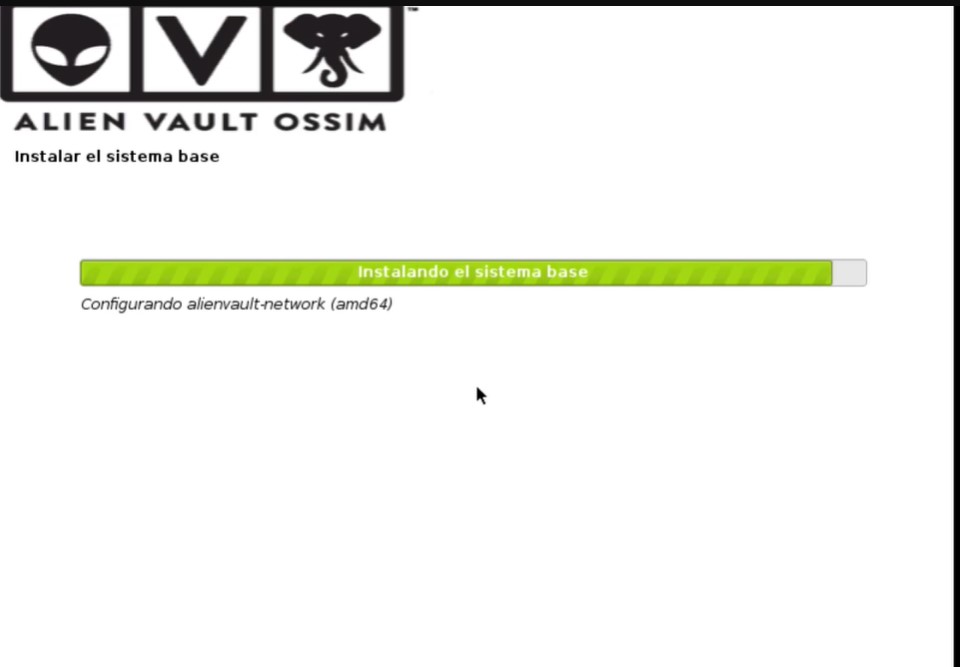 ™
V
ALIEN VAULT OSSIM
Instalar el sistema base
Instalando el sistema base
Configurando alienvault-network (amd64)